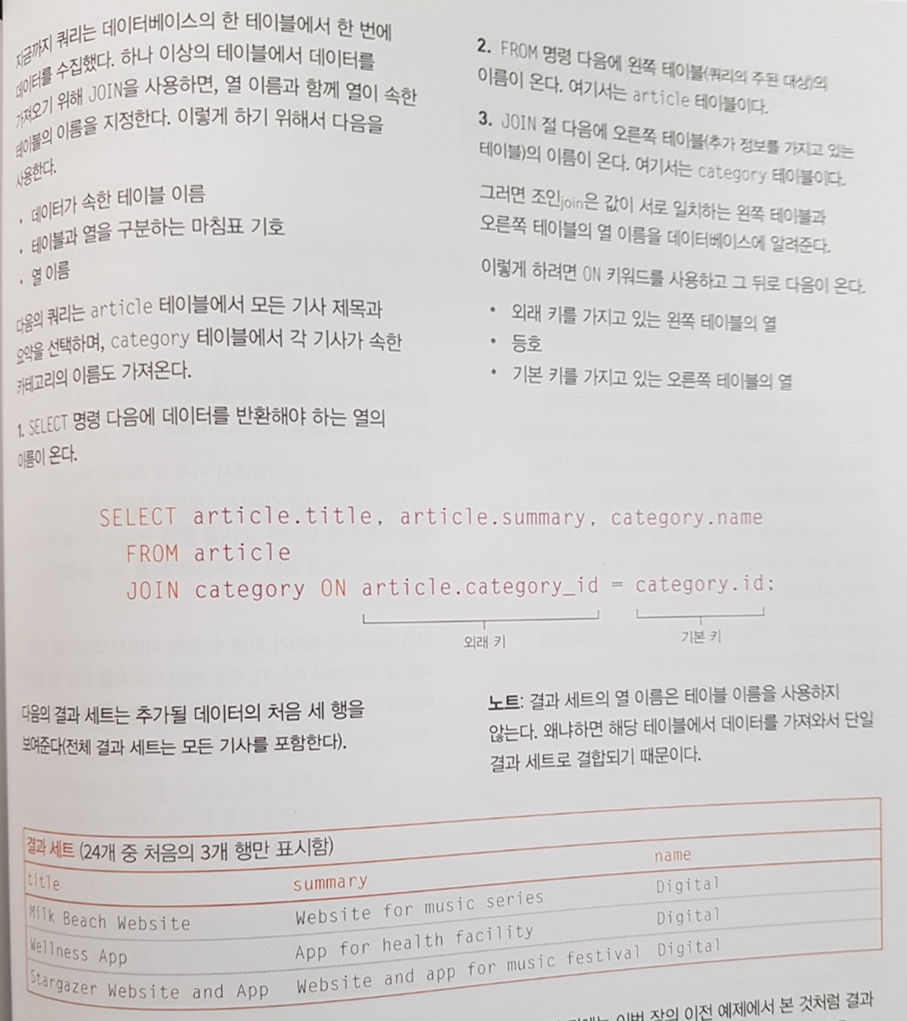 지금까지 쿼리는 데이터베이스의 한 테이블에서 한 번에
데이터를 수집했다. 하나 이상의 테이블에서 데이터를
가져오기 위해 JOIN을 사용하면, 열 이름과 함께 열이 속한
테이블의 이름을 지정한다. 이렇게 하기 위해서 다음을
사용한다.
• 데이터가 속한 테이블 이름
• 테이블과 열을 구분하는 마침표 기호
• 열 이름
다음의 쿼리는 article 테이블에서 모든 기사 제목과
요약을 선택하며, category 테이블에서 각 기사가 속한
카테고리의 이름도 가져온다.
1. SELECT 명령 다음에 데이터를 반환해야 하는 열의
이름이 온다.
2. FROM 명령 다음에 왼쪽 테이블(쿼리의 주된 대상)의
이름이 온다. 여기서는 article 테이블이다.
3. JOIN 절 다음에 오른쪽 테이블(추가 정보를 가지고 있는
테이블)의 이름이 온다. 여기서는 category 테이블이다.
그러면 조인join은 값이 서로 일치하는 왼쪽 테이블과
오른쪽 테이블의 열 이름을 데이터베이스에 알려준다.
이렇게 하려면 ON 키워드를 사용하고 그 뒤로 다음이 온다.
• 외래 키를 가지고 있는 왼쪽 테이블의 열
• 등호
• 기본 키를 가지고 있는 오른쪽 테이블의 열
SELECT article.title, article.summary, category.name
FROM article
JOIN category ON article.category_id = category.id;
외래 키 기본 키
다음의 결과 세트는 추가될 데이터의 처음 세 행을
보여준다(전체 결과 세트는 모든 기사를 포함한다).
노트: 결과 세트의 열 이름은 테이블 이름을 사용하지
않는다. 왜냐하면 해당 테이블에서 데이터를 가져와서 단일
결과 세트로 결합되기 때문이다.
결과 세트 (24개 중 처음의 3개 행만 표시함)
title summary name
Milk Beach Website Website for music series Digital
Wellness App App for health facility Digital
Stargazer Website and App Website and app for music festival Digital
이번 장의 이전 예제에서 본 것처럼 결과